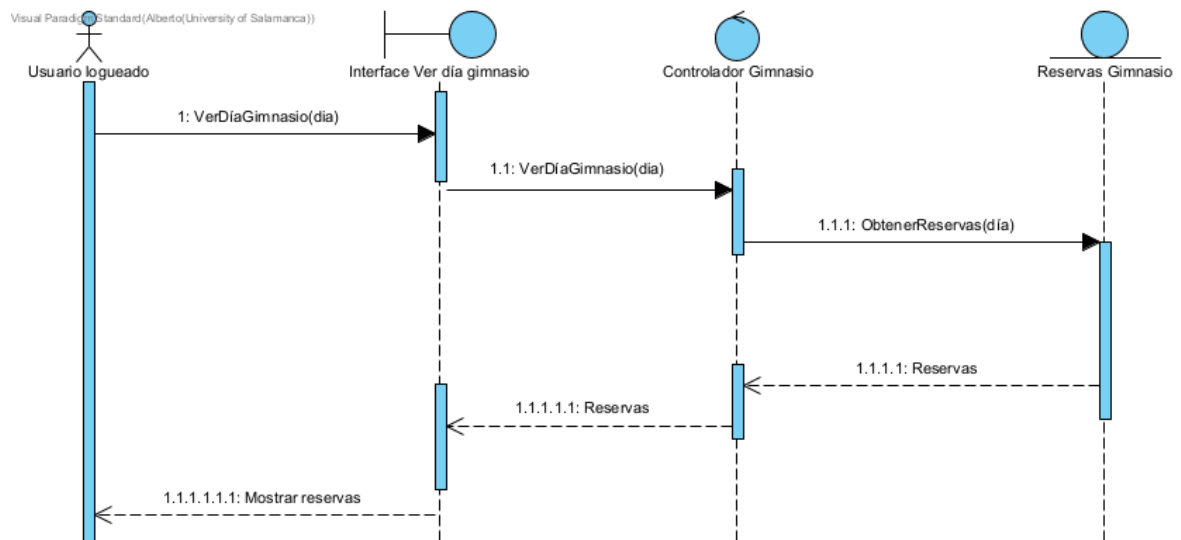 Visual Paradigm Standard(Alberto(University of Salamanca))
Usuario logueado
Interface Ver día gimnasio
Controlador Gimnasio
Reservas Gimnasio
1: VerDíaGimnasio(dia)
1.1: VerDíaGimnasio(dia)
1.1.1: ObtenerReservas(día)
1.1.1.1: Reservas
1.1.1.1.1: Reservas
1.1.1.1.1.1: Mostrar reservas